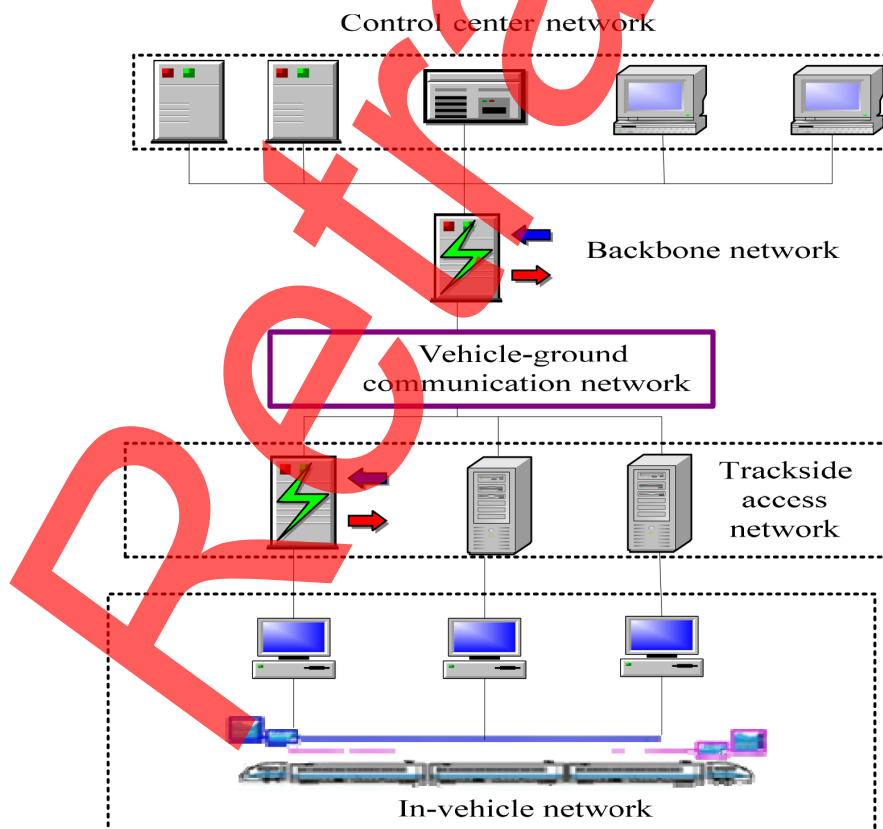 Control center network
Backbone network
Vehicle-ground
communication network
Trackside
access
network
In-vehicle network
Retra